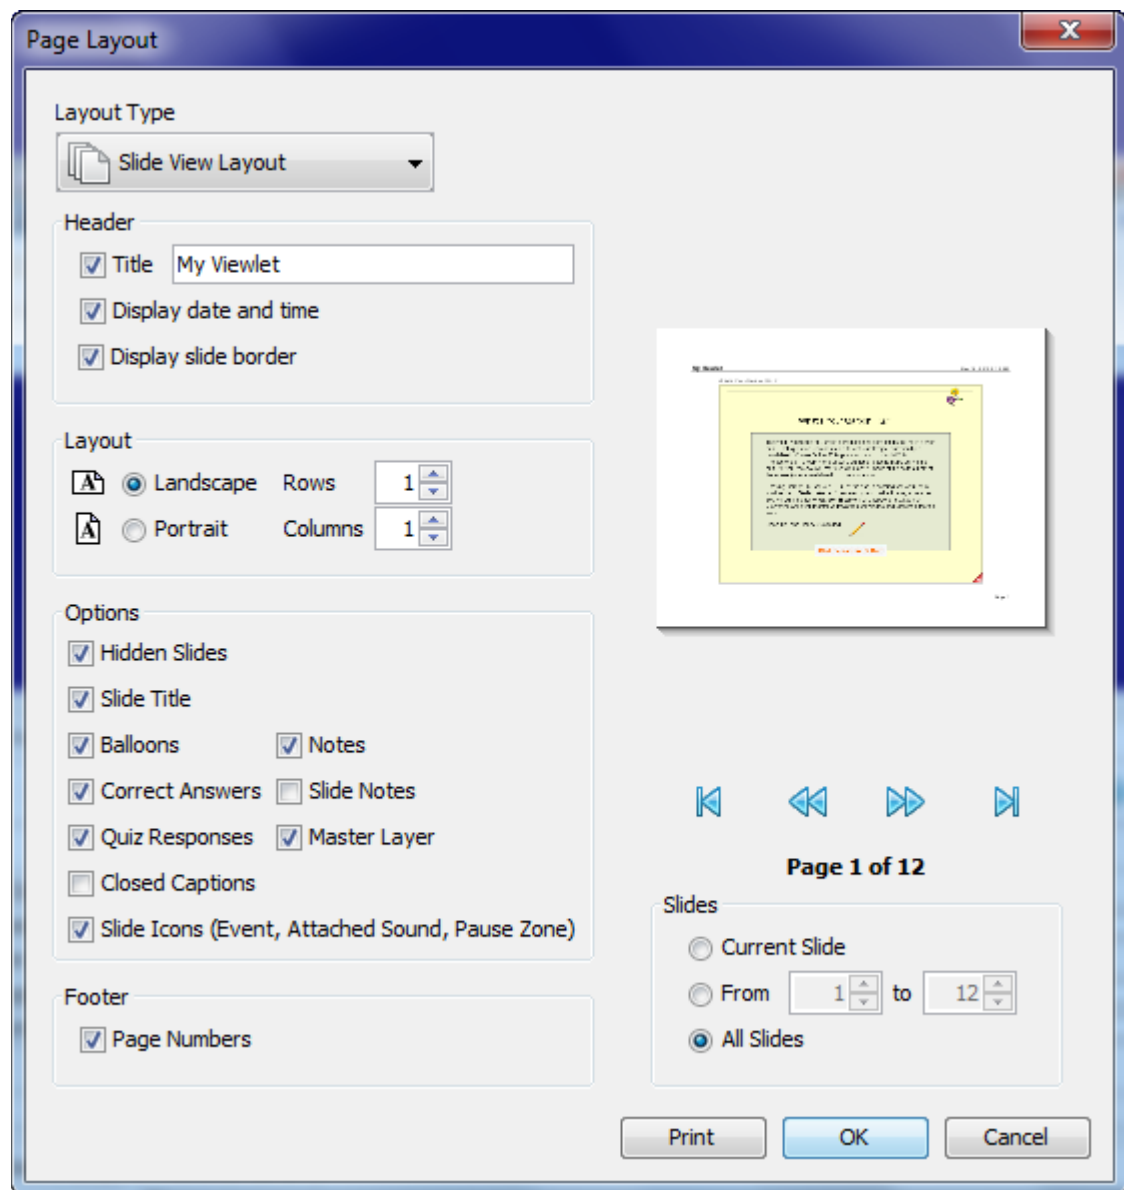 Page Layout
Layout Type
Slide View Layout
Header
Title My Viewlet
Display date and time
Display slide border
Layout
A Landscape Rows 1
A Portrait Columns 1
Options
Hidden Slides
Slide Title
Balloons Notes
Correct Answers Slide Notes
Quiz Responses Master Layer
Closed Captions
Slide Icons (Event, Attached Sound, Pause Zone)
Footer
Page Numbers
My Viewlet
Page 1 of 12
Slides
Current Slide
From 1 to 12
All Slides
Print OK Cancel